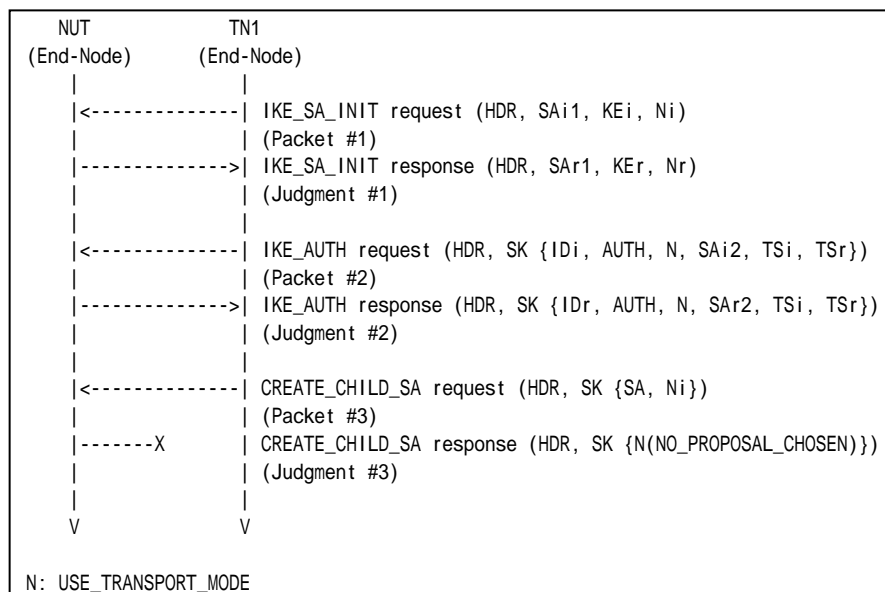 NUT TN1
(End-Node) (End-Node)
| |
|<--------------| IKE_SA_INIT request (HDR, SAi1, KEi, Ni)
| | (Packet #1)
|-------------->| IKE_SA_INIT response (HDR, SAr1, KEr, Nr)
| | (Judgment #1)
| |
|<--------------| IKE_AUTH request (HDR, SK {IDi, AUTH, N, SAi2, TSi, TSr})
| | (Packet #2)
|-------------->| IKE_AUTH response (HDR, SK {IDr, AUTH, N, SAr2, TSi, TSr})
| | (Judgment #2)
| |
|<--------------| CREATE_CHILD_SA request (HDR, SK {SA, Ni})
| | (Packet #3)
|-------X | CREATE_CHILD_SA response (HDR, SK {N(NO_PROPOSAL_CHOSEN)})
| | (Judgment #3)
| |
V V
N: USE_TRANSPORT_MODE